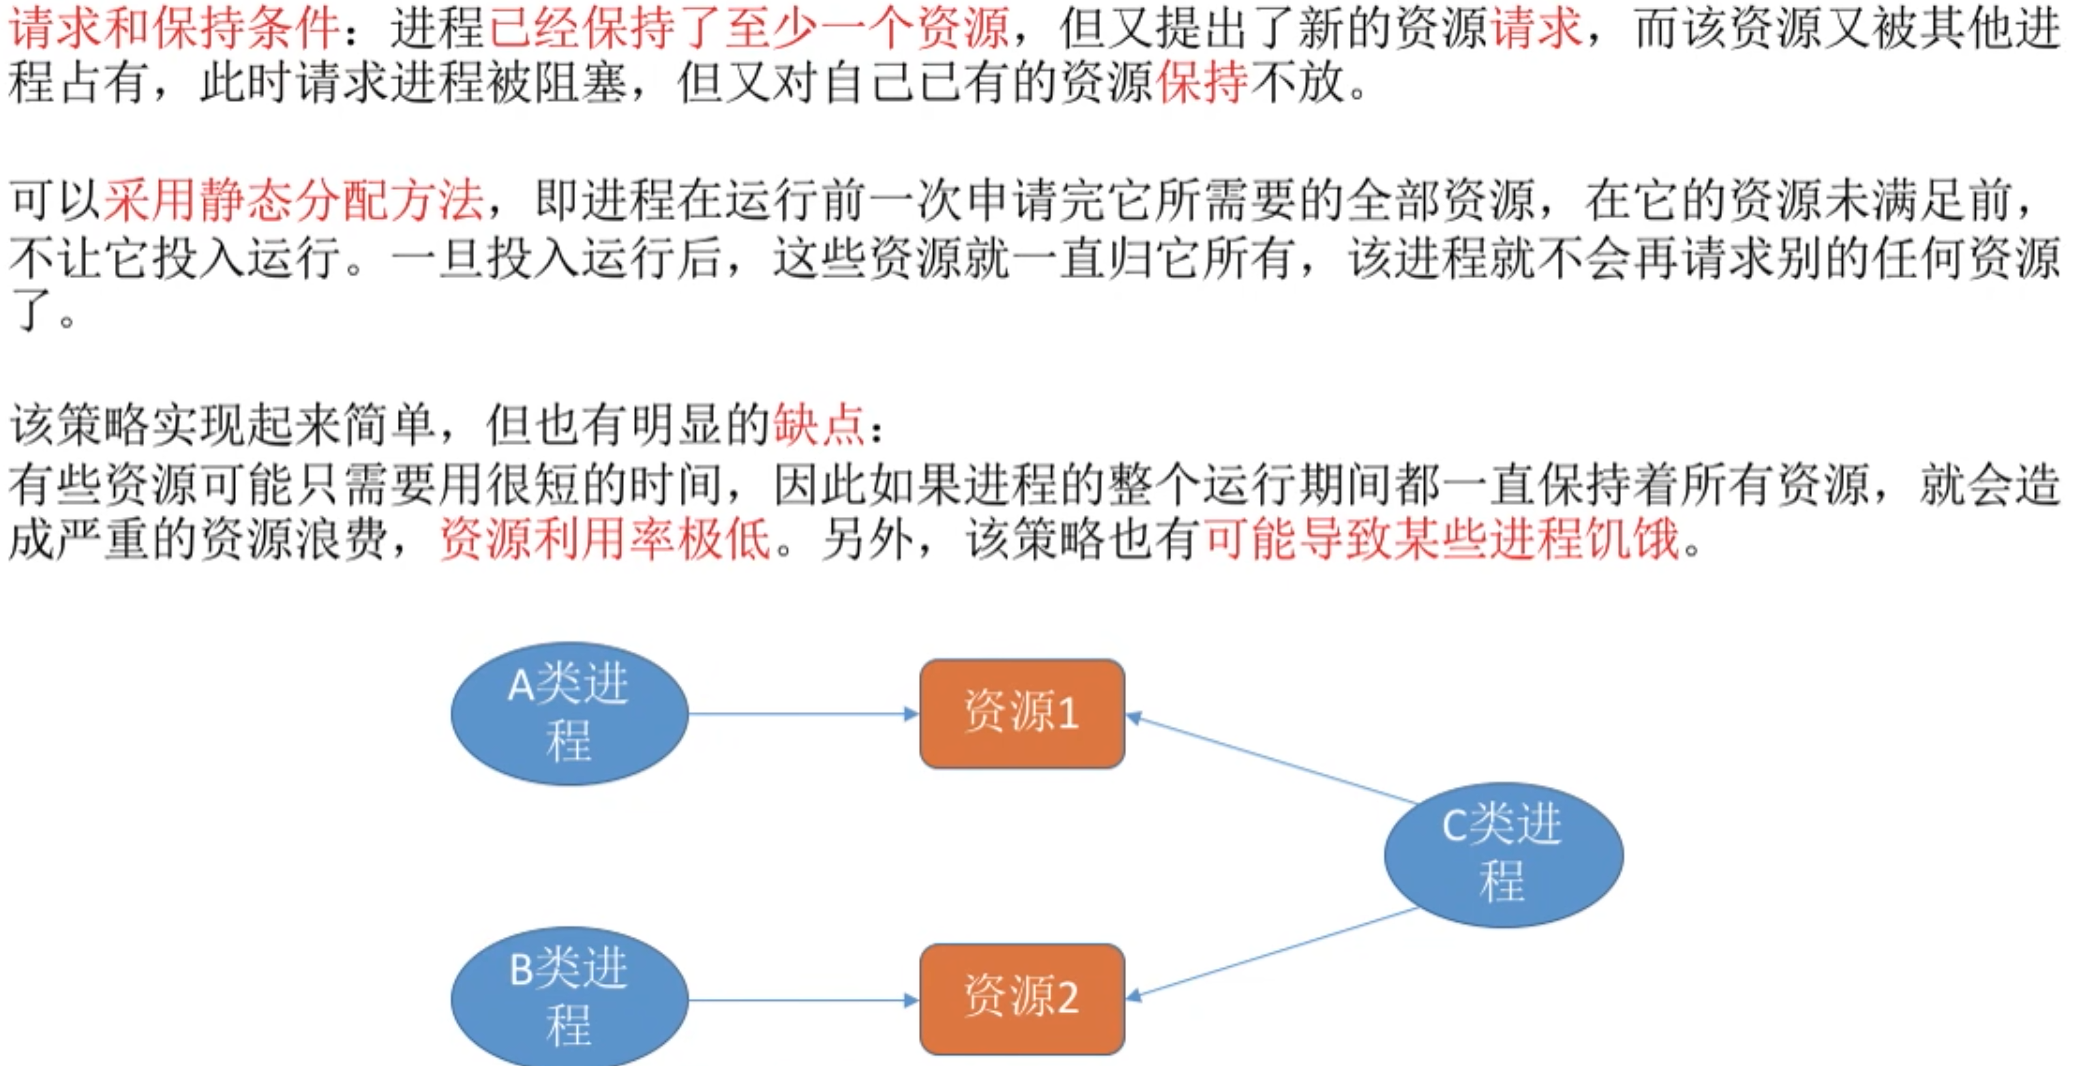 请求和保持条件：进程已经保持了至少一个资源，但又提出了新的资源请求，而该资源又被其他进
程占有，此时请求进程被阻塞，但又对自己已有的资源保持不放。
可以采用静态分配方法，即进程在运行前一次申请完它所需要的全部资源，在它的资源未满足前，
不让它投入运行。一旦投入运行后，这些资源就一直归它所有，该进程就不会再请求别的任何资源
了。
该策略实现起来简单，但也有明显的缺点：
有些资源可能只需要用很短的时间，因此如果进程的整个运行期间都一直保持着所有资源，就会造
成严重的资源浪费，资源利用率极低。另外，该策略也有可能导致某些进程饥饿。
A类进
程
资源1
C类进
程
B类进
程
资源2